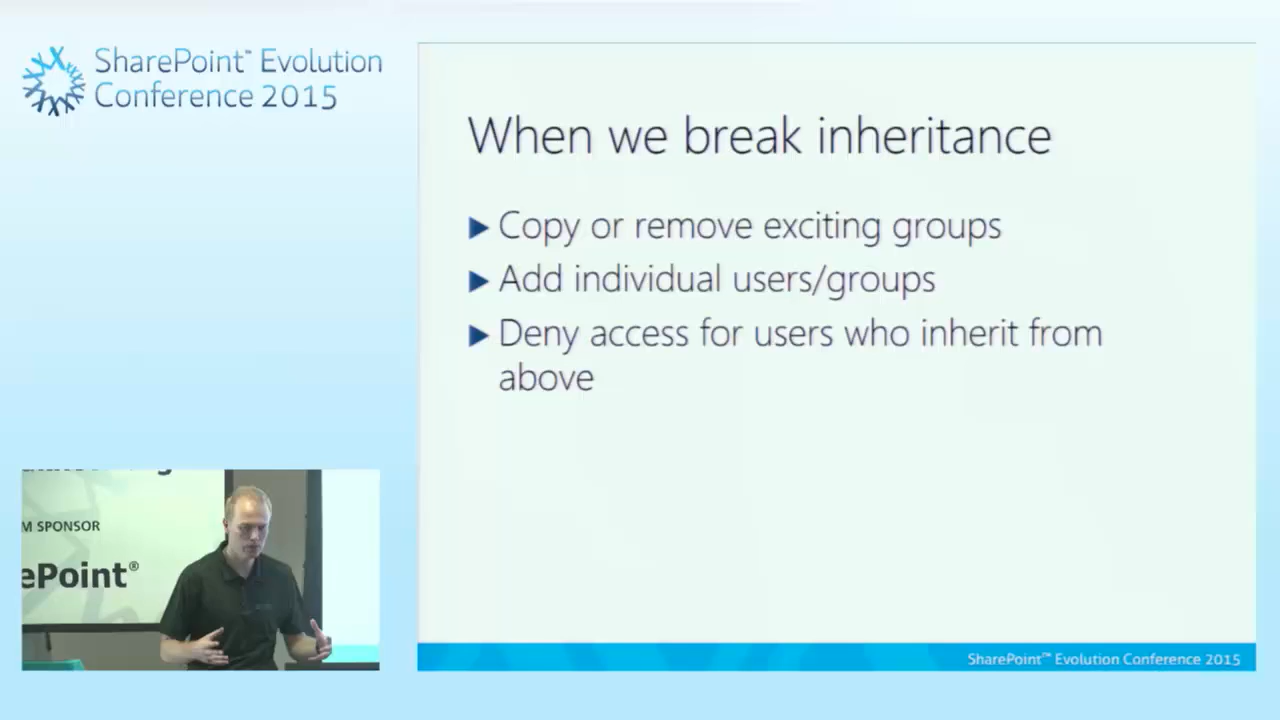 SharePoint™ Evolution
Conference 2015
When we break inheritance
Copy or remove exciting groups
Add individual users/groups
Deny access for users who inherit from
above
M SPONSOR
ePoint®
SharePoint™ Evolution Conference 2015